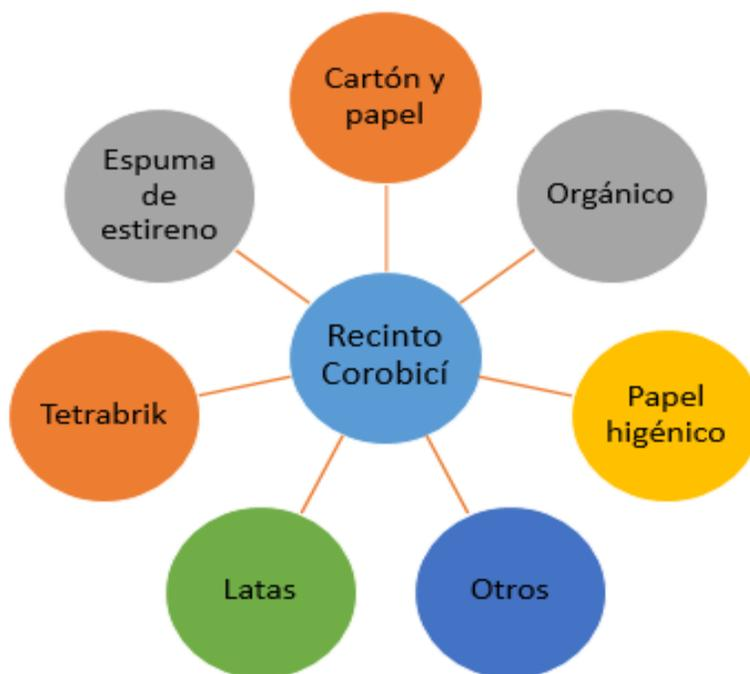 Cartón y
papel
Espuma
de
estireno
Orgánico
Recinto
Corobicí
Tetrabrik
Papel
higénico
Latas
Otros